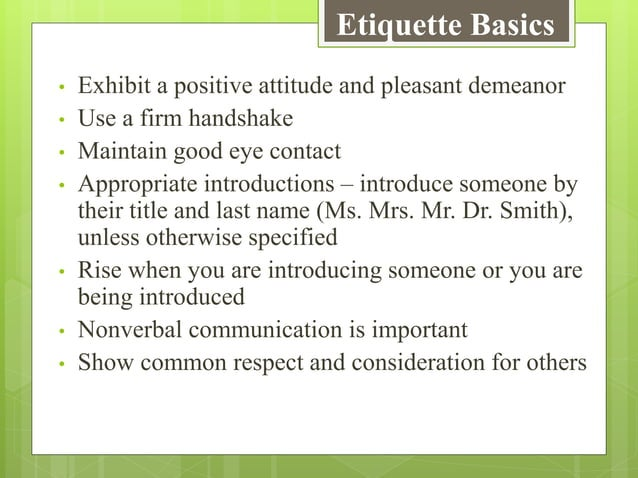 Etiquette Basics
• Exhibit a positive attitude and pleasant demeanor
• Use a firm handshake
• Maintain good eye contact
• Appropriate introductions – introduce someone by
their title and last name (Ms. Mrs. Mr. Dr. Smith),
unless otherwise specified
• Rise when you are introducing someone or you are
being introduced
• Nonverbal communication is important
• Show common respect and consideration for others